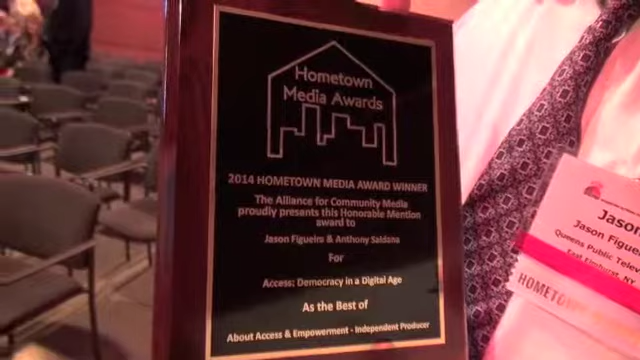 Hometown
Media Awards
2014 HOMETOWN MEDIA AWARD WINNER
The Alliance for Community Media
proudly presents this Honorable Mention
award to
Jason Figueira & Anthony Saldana
For
Access: Democracy in a Digital Age
As the Best of
About Access & Empowerment - Independent Producer
Jason
Jason Figue
Queens Public Telev
East Elmhurst, NY
HOMETO